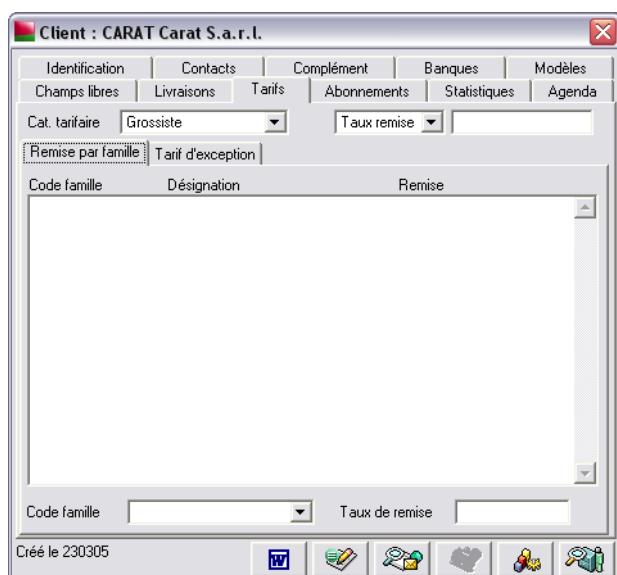 Client : CARAT Carat S.a.r.l.
Identification Contacts Complément Banques Modèles
Champs libres Livraisons Tarifs Abonnements Statistiques Agenda
Cat. tarifaire Grossiste Taux remise
Remise par famille Tarif d'exception
Code famille Désignation Remise
Code famille Taux de remise
Créé le 230305
W